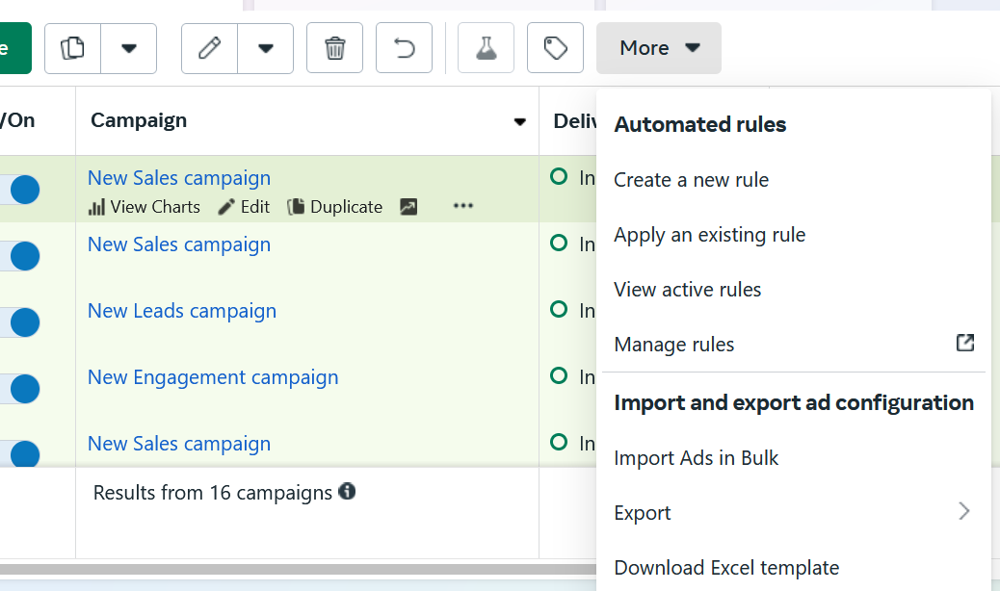 e
More
/On
Campaign
Deliv
Automated rules
New Sales campaign
In
Create a new rule
View Charts
Edit
Duplicate
New Sales campaign
In
Apply an existing rule
New Leads campaign
In
View active rules
Manage rules
New Engagement campaign
In
Import and export ad configuration
New Sales campaign
In
Import Ads in Bulk
Results from 16 campaigns
Export
Download Excel template